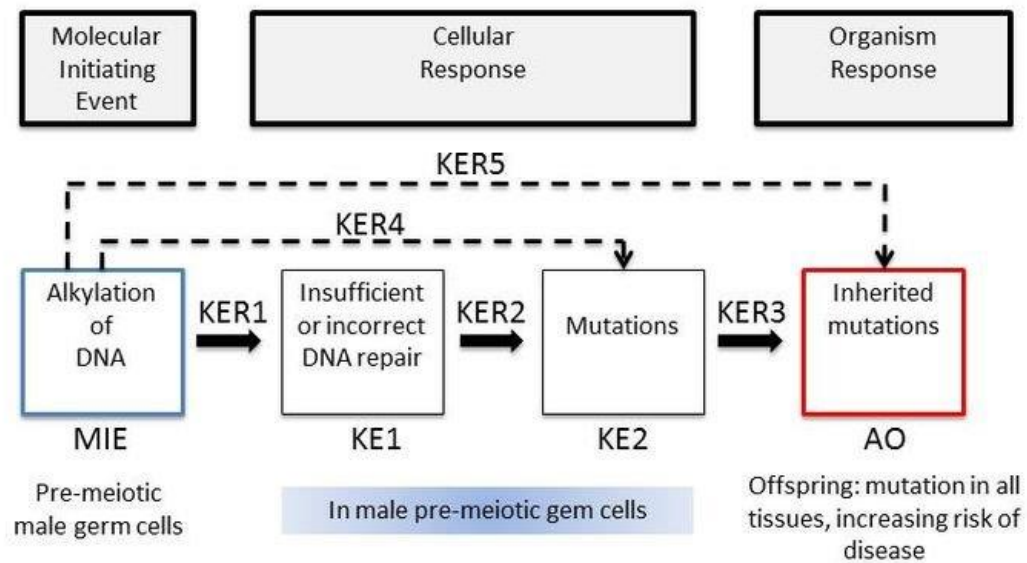 Molecular
Initiating
Event
Cellular
Response
Organism
Response
KER5
KER4
Alkylation
of
DNA
KER1
Insufficient
or incorrect
DNA repair
KER2
Mutations
KER3
Inherited
mutations
MIE
KE1
KE2
AO
Pre-meiotic
male germ cells
In male pre-meiotic gem cells
Offspring: mutation in all
tissues, increasing risk of
disease